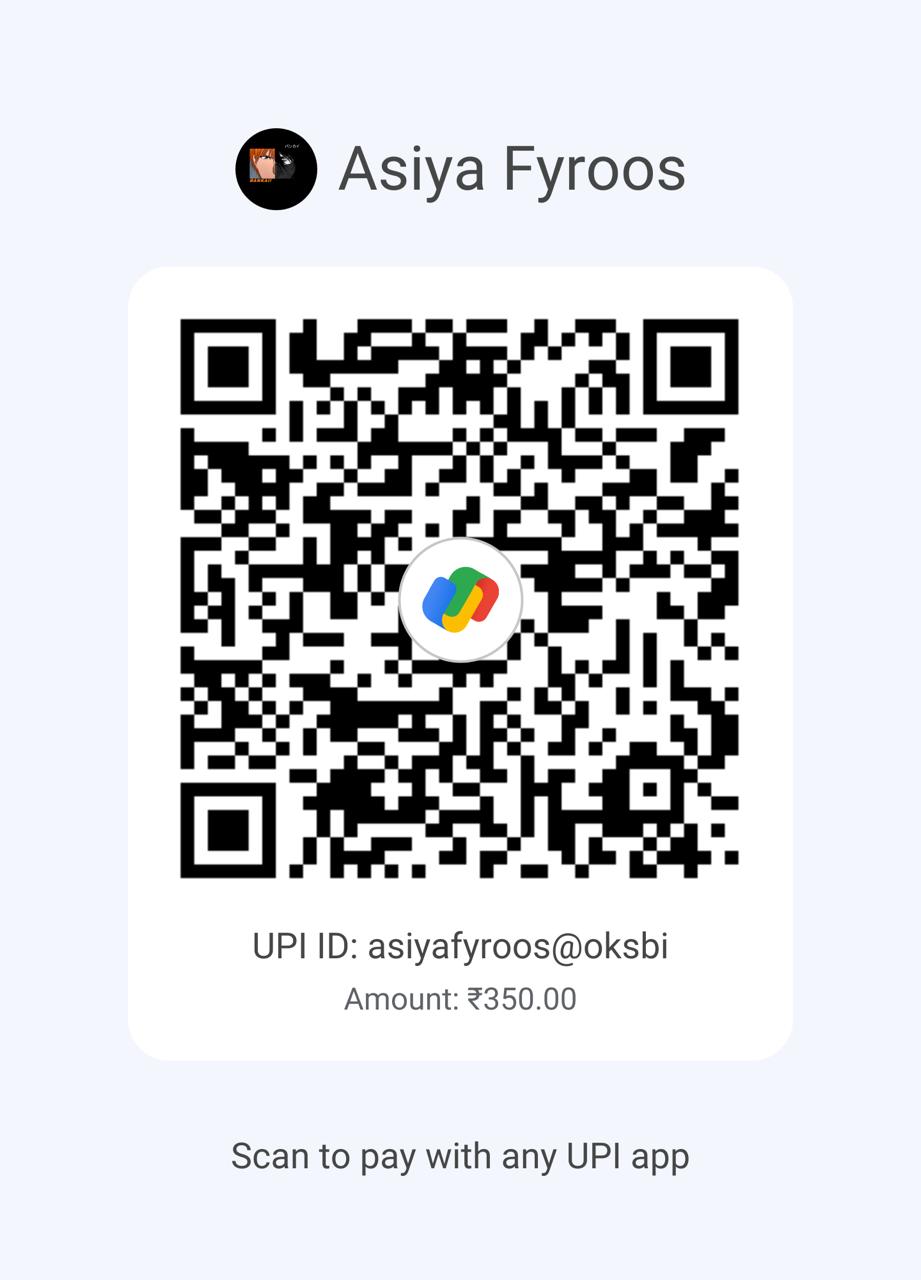 Asiya Fyroos
UPI ID: asiyafyroos@oksbi
Amount: ₹350.00
Scan to pay with any UPI app